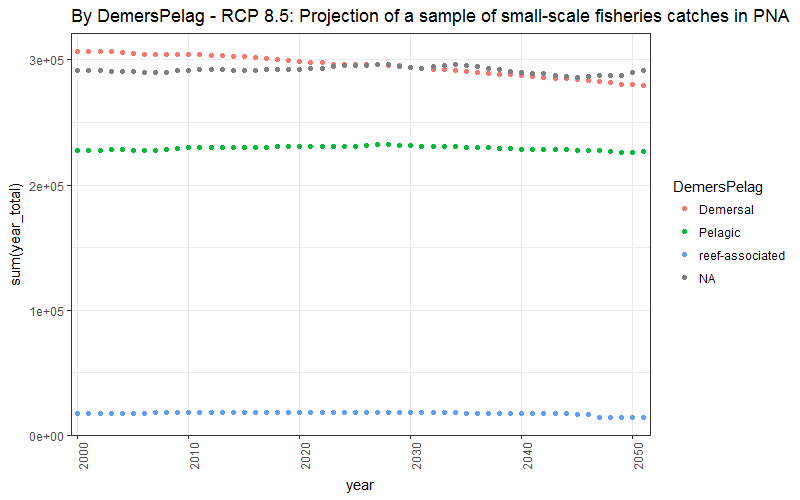 By DemersPelag - RCP 8.5: Projection of a sample of small-scale fisheries catches in PNA
sum(year_total)
3e+05
2e+05
1e+05
0e+00
2000
2010
2020
2030
2040
2050
year
DemersPelag
Demersal
Pelagic
reef-associated
NA